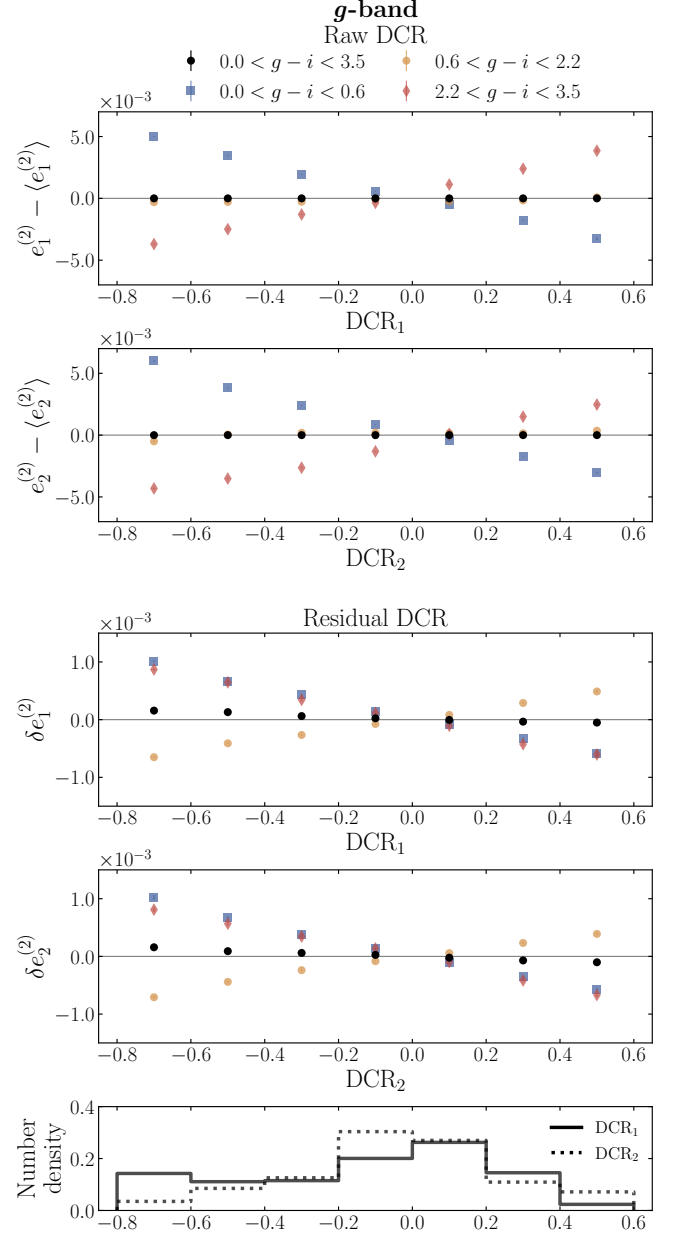 g-band
Raw DCR
0.0 < g − i < 3.5
0.6 < g − i < 2.2
0.0 < g − i < 0.6
2.2 < g − i < 3.5
×10⁻³
5.0
0.0
−5.0
e₁⁽²⁾ − ⟨e₁⁽²⁾⟩
−0.8 −0.6 −0.4 −0.2 0.0 0.2 0.4 0.6
DCR₁
×10⁻³
5.0
0.0
−5.0
e₂⁽²⁾ − ⟨e₂⁽²⁾⟩
−0.8 −0.6 −0.4 −0.2 0.0 0.2 0.4 0.6
DCR₂
Residual DCR
×10⁻³
1.0
0.0
−1.0
δe₁⁽²⁾
−0.8 −0.6 −0.4 −0.2 0.0 0.2 0.4 0.6
DCR₁
×10⁻³
1.0
0.0
−1.0
δe₂⁽²⁾
−0.8 −0.6 −0.4 −0.2 0.0 0.2 0.4 0.6
DCR₂
0.4
0.2
0.0
Number
density
DCR₁
DCR₂
−0.8 −0.6 −0.4 −0.2 0.0 0.2 0.4 0.6